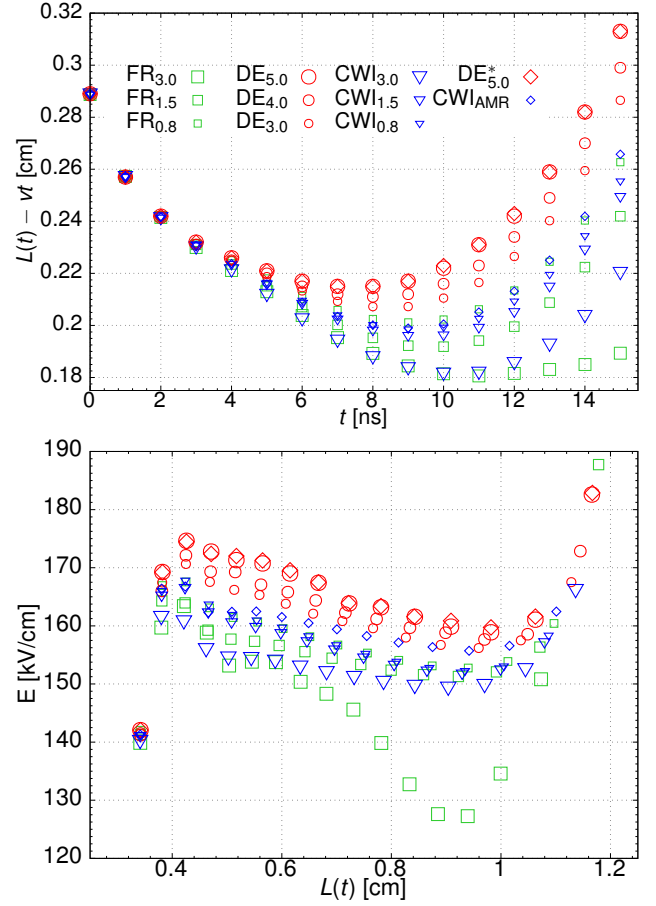 0.32
0.3
0.28
0.26
0.24
0.22
0.2
0.18
L(t) − vt [cm]
FR3.0 DE5.0 CWI3.0 DE*5.0
FR1.5 DE4.0 CWI1.5 CWIAMR
FR0.8 DE3.0 CWI0.8
0 2 4 6 8 10 12 14
t [ns]
190
180
170
160
150
140
130
120
E [kV/cm]
0.4 0.6 0.8 1 1.2
L(t) [cm]